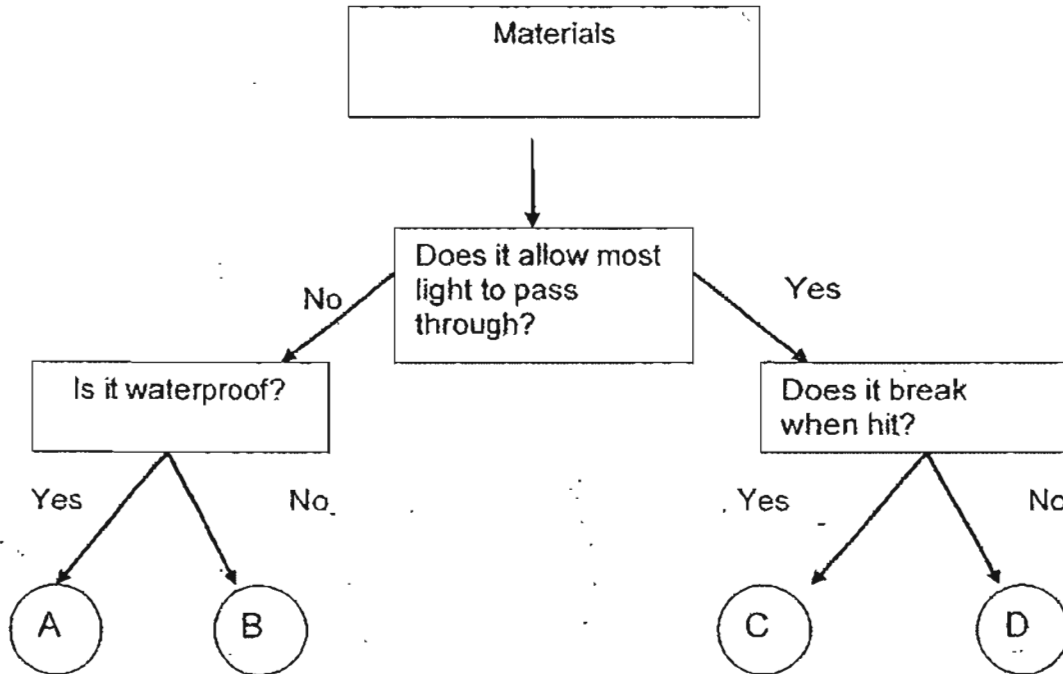 Materials
Does it allow most
light to pass
through?
No
Yes
Is it waterproof?
Does it break
when hit?
Yes
No
Yes
No
A
B
C
D